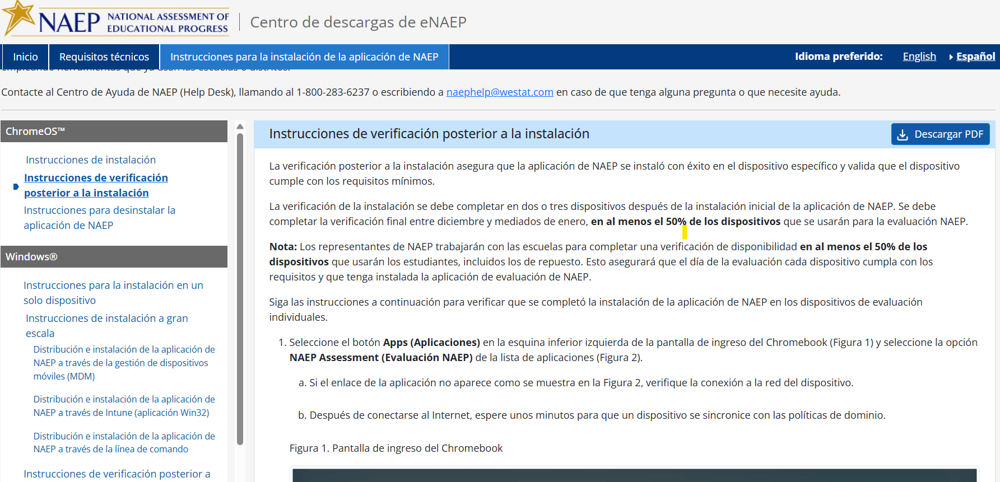 NAEP NATIONAL ASSESSMENT OF
EDUCATIONAL PROGRESS
Centro de descargas de eNAEP
Inicio
Requisitos técnicos
Instrucciones para la instalación de la aplicación de NAEP
Idioma preferido:
English
Español
empleando herramientas que ya usan las escuelas o distritos.
Contacte al Centro de Ayuda de NAEP (Help Desk), llamando al 1-800-283-6237 o escribiendo a naephelp@westat.com en caso de que tenga alguna pregunta o que necesite ayuda.
ChromeOS™
Instrucciones de instalación
Instrucciones de verificación
posterior a la instalación
Instrucciones para desinstalar la
aplicación de NAEP
Windows®
Instrucciones para la instalación en un
solo dispositivo
Instrucciones de instalación a gran
escala
Distribución e instalación de la aplicación de
NAEP a través de la gestión de dispositivos
móviles (MDM)
Distribución e instalación de la aplicación de
NAEP a través de Intune (aplicación Win32)
Distribución e instalación de la aplicación de
NAEP a través de la línea de comando
Instrucciones de verificación posterior a
Instrucciones de verificación posterior a la instalación
Descargar PDF
La verificación posterior a la instalación asegura que la aplicación de NAEP se instaló con éxito en el dispositivo específico y valida que el dispositivo
cumple con los requisitos mínimos.
La verificación de la instalación se debe completar en dos o tres dispositivos después de la instalación inicial de la aplicación de NAEP. Se debe
completar la verificación final entre diciembre y mediados de enero, en al menos el 50% de los dispositivos que se usarán para la evaluación NAEP.
Nota: Los representantes de NAEP trabajarán con las escuelas para completar una verificación de disponibilidad en al menos el 50% de los
dispositivos que usarán los estudiantes, incluidos los de repuesto. Esto asegurará que el día de la evaluación cada dispositivo cumpla con los
requisitos y que tenga instalada la aplicación de evaluación de NAEP.
Siga las instrucciones a continuación para verificar que se completó la instalación de la aplicación de NAEP en los dispositivos de evaluación
individuales.
1. Seleccione el botón Apps (Aplicaciones) en la esquina inferior izquierda de la pantalla de ingreso del Chromebook (Figura 1) y seleccione la opción
NAEP Assessment (Evaluación NAEP) de la lista de aplicaciones (Figura 2).
a. Si el enlace de la aplicación no aparece como se muestra en la Figura 2, verifique la conexión a la red del dispositivo.
b. Después de conectarse al Internet, espere unos minutos para que un dispositivo se sincronice con las políticas de dominio.
Figura 1. Pantalla de ingreso del Chromebook